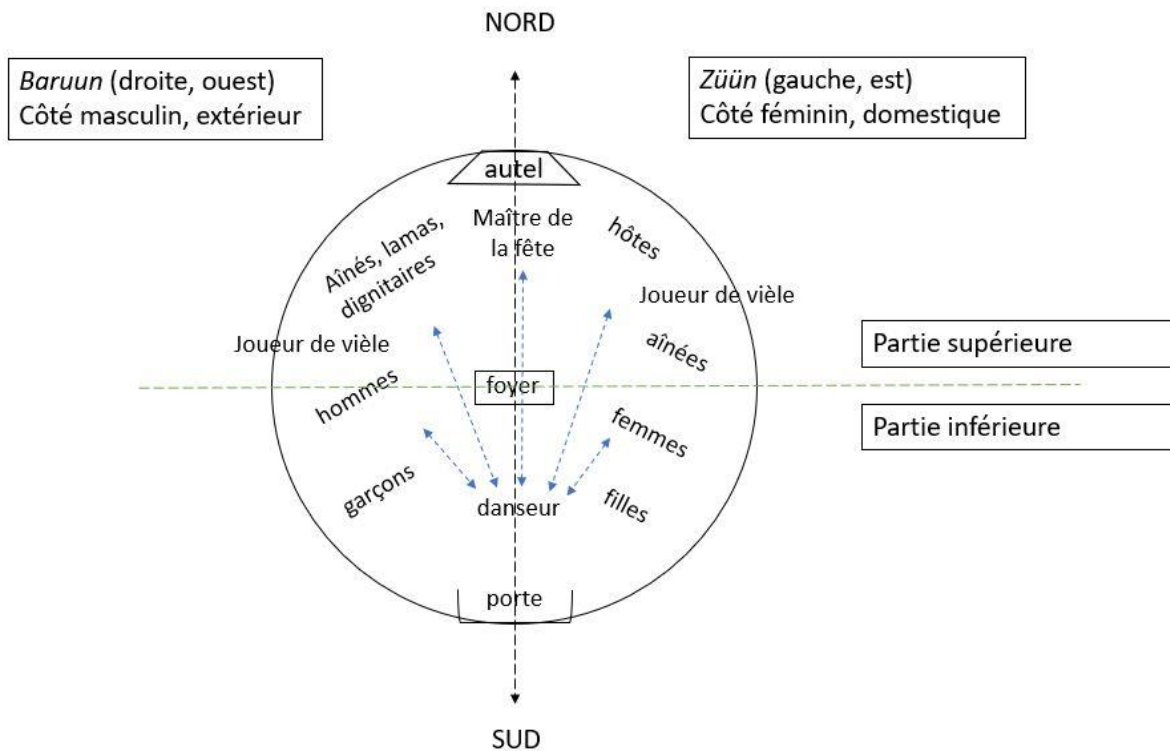 NORD
Baruun (droite, ouest)
Côté masculin, extérieur
Züün (gauche, est)
Côté féminin, domestique
autel
Maître de
la fête
Aînés, lamas,
dignitaires
hôtes
Joueur de vièle
Joueur de vièle
aînées
Partie supérieure
foyer
hommes
femmes
Partie inférieure
garçons
danseur
filles
porte
SUD